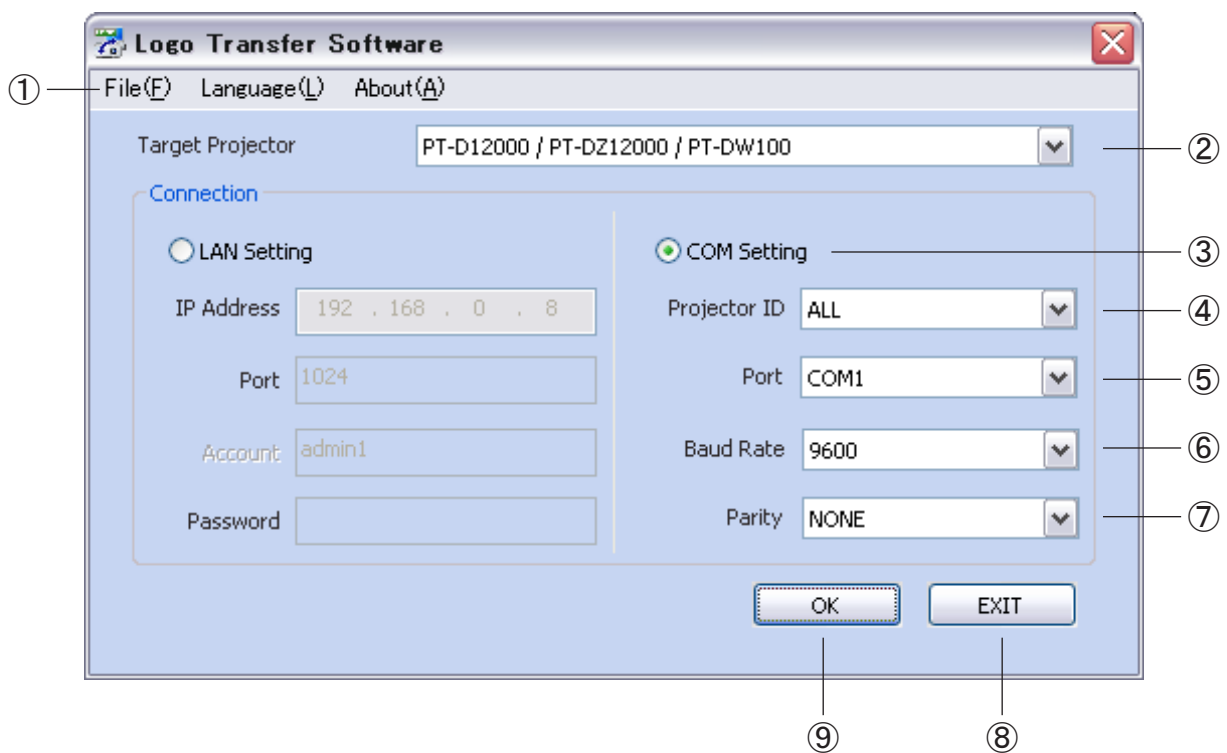 Logo Transfer Software
① File(F) Language(L) About(A)
Target Projector PT-D12000 / PT-DZ12000 / PT-DW100 ②
Connection
LAN Setting COM Setting ③
IP Address 192 . 168 . 0 . 8 Projector ID ALL ④
Port 1024 Port COM1 ⑤
Account admin1 Baud Rate 9600 ⑥
Password Parity NONE ⑦
OK EXIT
⑨ ⑧